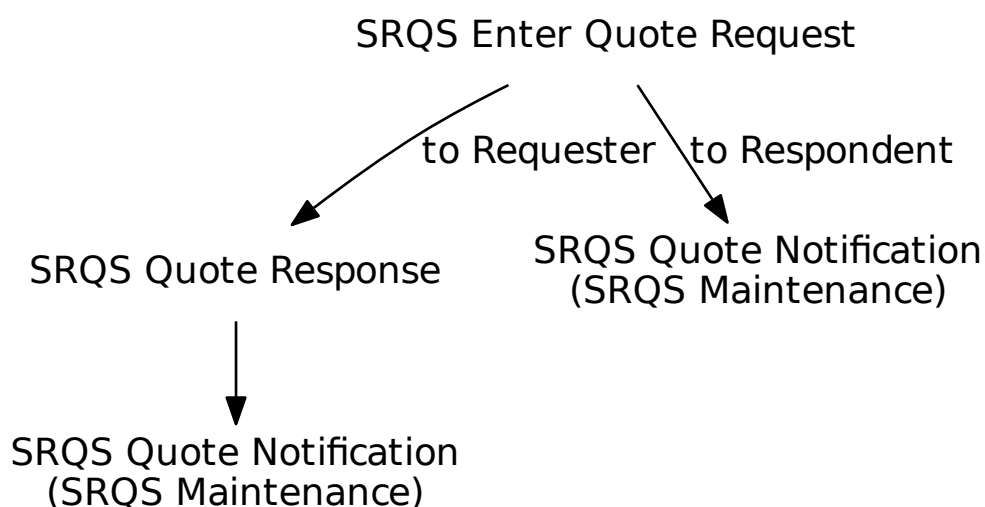 SRQS Enter Quote Request
to Requester
to Respondent
SRQS Quote Response
SRQS Quote Notification
(SRQS Maintenance)
SRQS Quote Notification
(SRQS Maintenance)